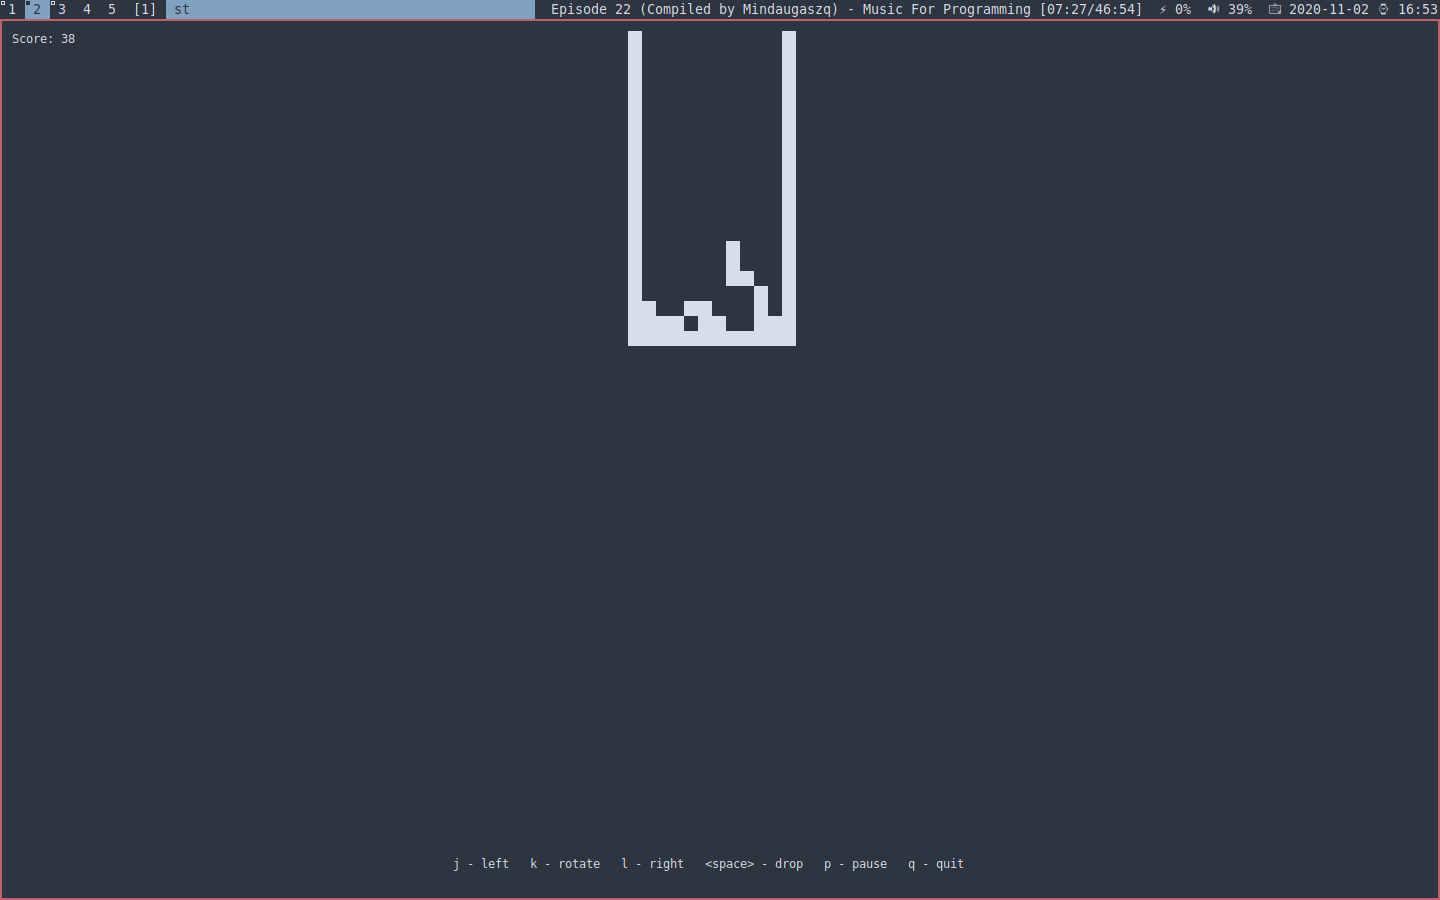 1 2 3 4 5 [1] st Episode 22 (Compiled by Mindaugaszq) - Music For Programming [07:27/46:54] ⚡ 0% 🔊 39% 2020-11-02 ⌚ 16:53
Score: 38
j - left k - rotate l - right <space> - drop p - pause q - quit